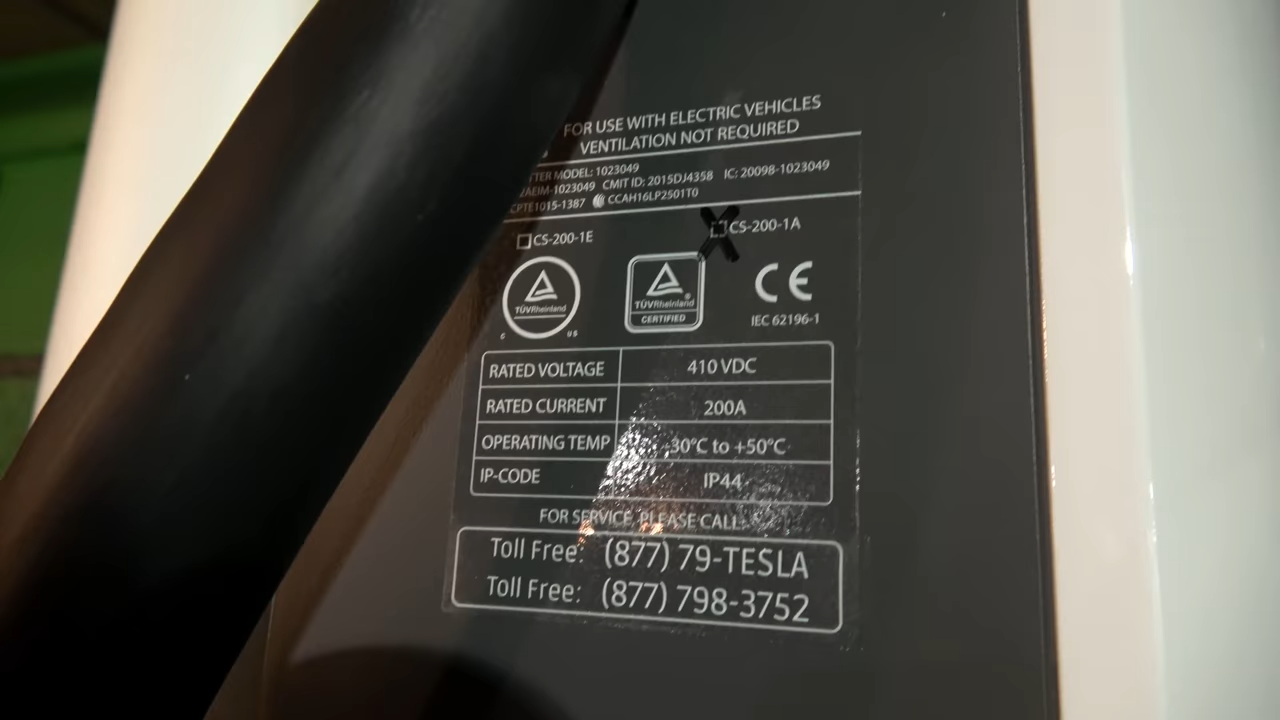 FOR USE WITH ELECTRIC VEHICLES
VENTILATION NOT REQUIRED
MODEL: 1023049
CMIT ID: 2015DJ4358 IC: 20098-1023049
CCAH16LP2501T0
CS-200-1E CS-200-1A
TÜVRheinland TÜVRheinland ® CE
C US CERTIFIED IEC 62196-1
RATED VOLTAGE 410 VDC
RATED CURRENT 200A
OPERATING TEMP -30°C to +50°C
IP-CODE IP44
FOR SERVICE, PLEASE CALL:
Toll Free: (877) 79-TESLA
Toll Free: (877) 798-3752